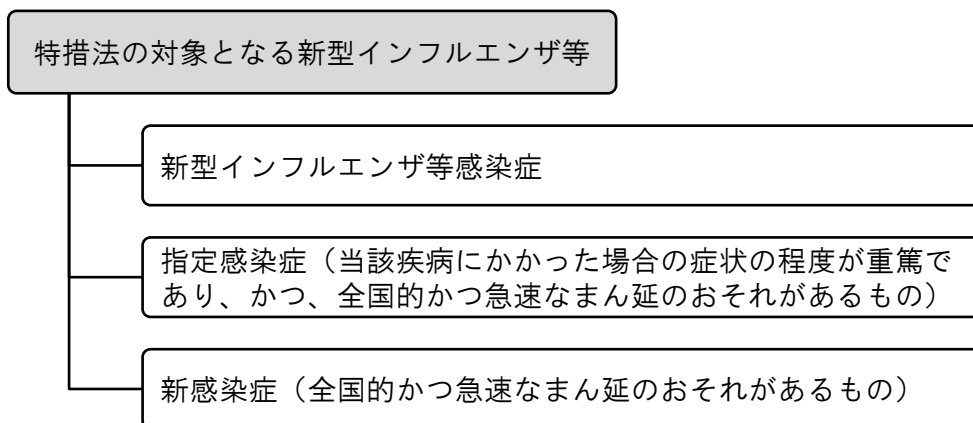 特措法の対象となる新型インフルエンザ等
新型インフルエンザ等感染症
指定感染症（当該疾病にかかった場合の症状の程度が重篤で
あり、かつ、全国的かつ急速なまん延のおそれがあるもの）
新感染症（全国的かつ急速なまん延のおそれがあるもの）